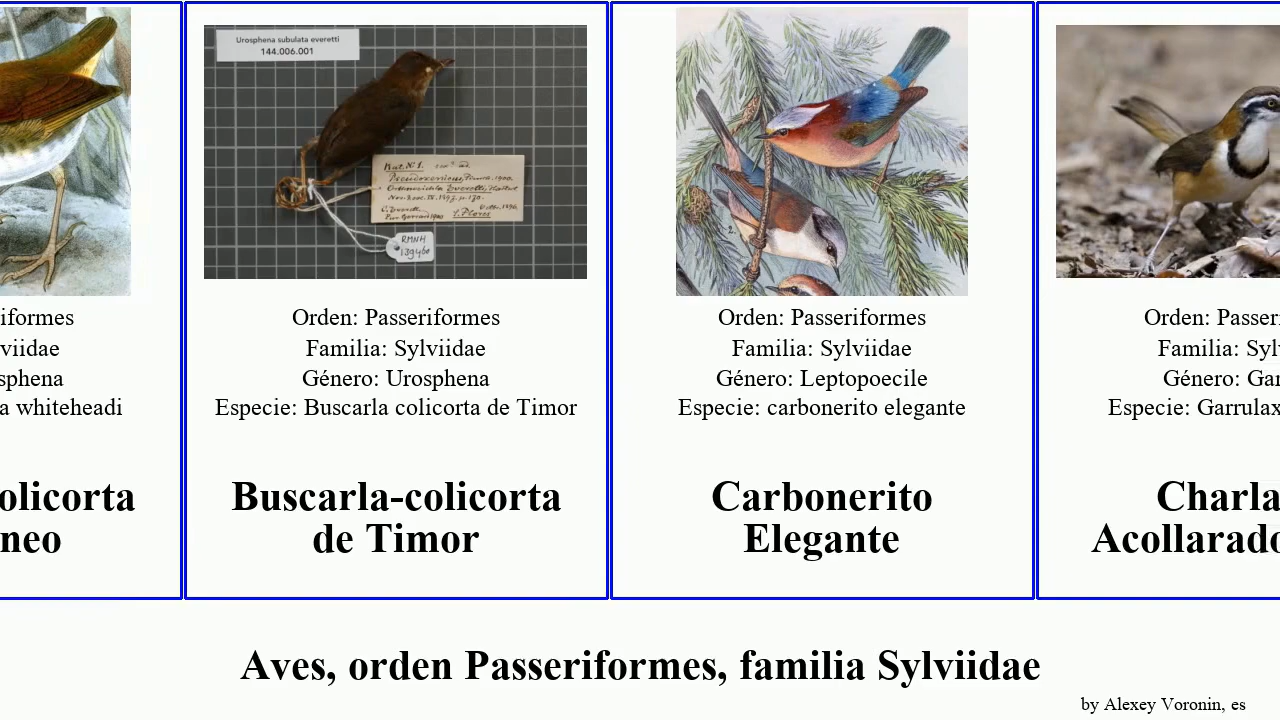 Urosphena subulata everetti
144.006.001
RMNH
139460
iformes
viidae
sphena
a whiteheadi
olicorta
neo
Orden: Passeriformes
Familia: Sylviidae
Género: Urosphena
Especie: Buscarla colicorta de Timor
Buscarla-colicorta
de Timor
2.
Orden: Passeriformes
Familia: Sylviidae
Género: Leptopoecile
Especie: carbonerito elegante
Carbonerito
Elegante
Orden: Passer
Familia: Syl
Género: Gar
Especie: Garrulax
Charla
Acollarado
Aves, orden Passeriformes, familia Sylviidae
by Alexey Voronin, es